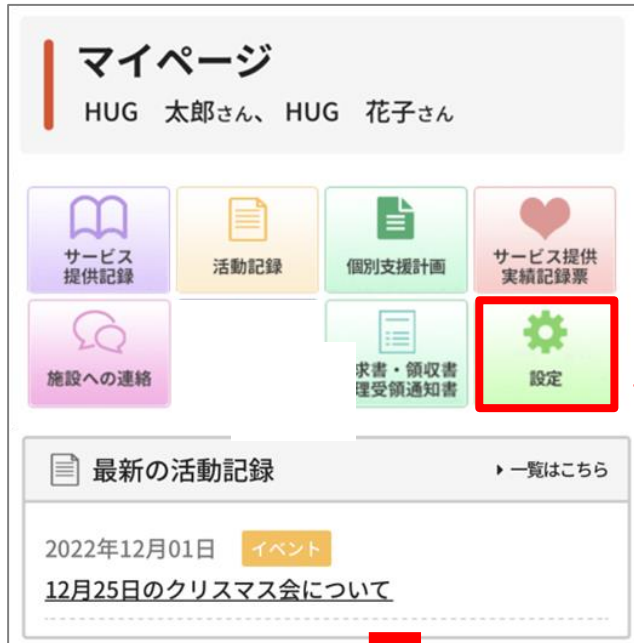 マイページ
HUG 太郎さん、 HUG 花子さん
サービス
提供記録
活動記録
個別支援計画
サービス提供
実績記録票
施設への連絡
求書・領収書
理受領通知書
設定
最新の活動記録
一覧はこちら
2022年12月01日 イベント
12月25日のクリスマス会について